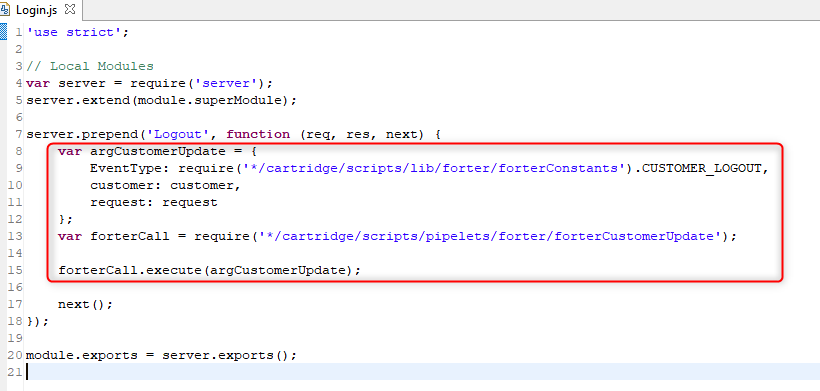 Login.js
1 'use strict';
2
3 // Local Modules
4 var server = require('server');
5 server.extend(module.superModule);
6
7 server.prepend('Logout', function (req, res, next) {
8     var argCustomerUpdate = {
9         EventType: require('*/cartridge/scripts/lib/forter/forterConstants').CUSTOMER_LOGOUT,
10         customer: customer,
11         request: request
12     };
13     var forterCall = require('*/cartridge/scripts/pipelets/forter/forterCustomerUpdate');
14
15     forterCall.execute(argCustomerUpdate);
16
17     next();
18 });
19
20 module.exports = server.exports();
21